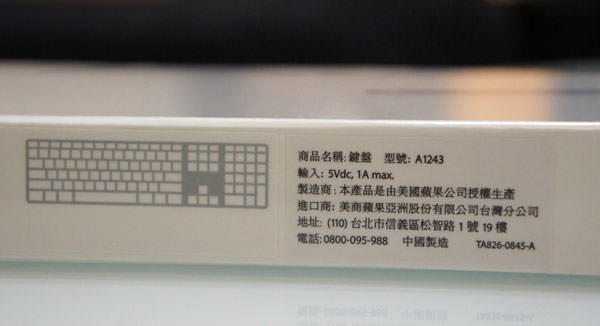 商品名稱: 鍵盤 型號: A1243
輸入: 5Vdc, 1A max.
製造商: 本產品是由美國蘋果公司授權生產
進口商: 美商蘋果亞洲股份有限公司台灣分公司
地址: (110) 台北市信義區松智路 1 號 19 樓
電話: 0800-095-988 中國製造 TA826-0845-A